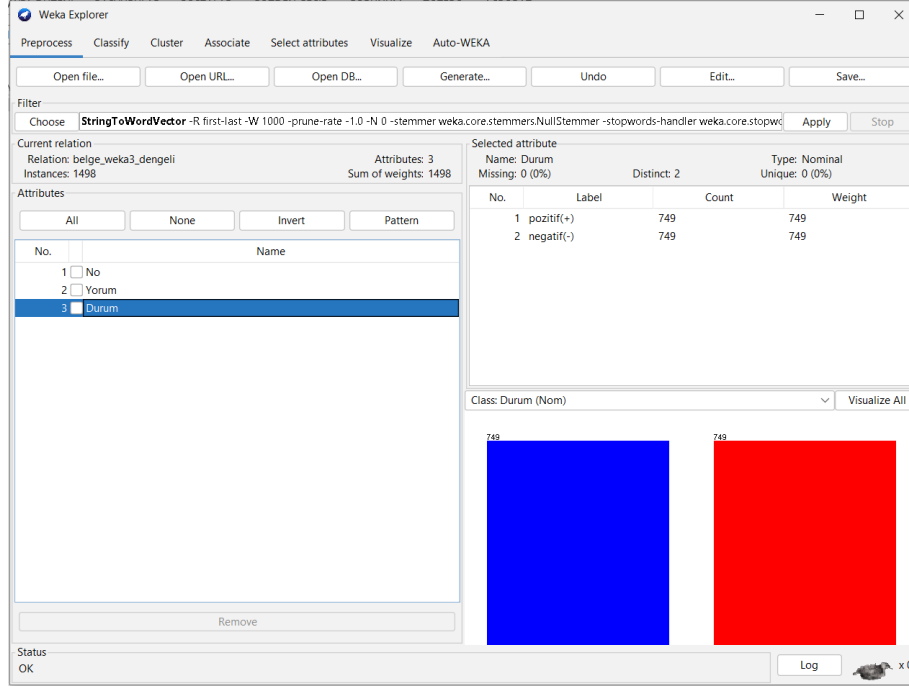 Weka Explorer
Preprocess Classify Cluster Associate Select attributes Visualize Auto-WEKA
Open file... Open URL... Open DB... Generate... Undo Edit... Save...
Filter
Choose StringToWordVector -R first-last -W 1000 -prune-rate -1.0 -N 0 -stemmer weka.core.stemmers.NullStemmer -stopwords-handler weka.core.stopwo Apply Stop
Current relation
Relation: belge_weka3_dengeli Attributes: 3
Instances: 1498 Sum of weights: 1498
Attributes
All None Invert Pattern
No. Name
1 No
2 Yorum
3 Durum
Remove
Selected attribute
Name: Durum Type: Nominal
Missing: 0 (0%) Distinct: 2 Unique: 0 (0%)
No. Label Count Weight
1 pozitif(+) 749 749
2 negatif(-) 749 749
Class: Durum (Nom) Visualize All
749 749
Status
OK Log x